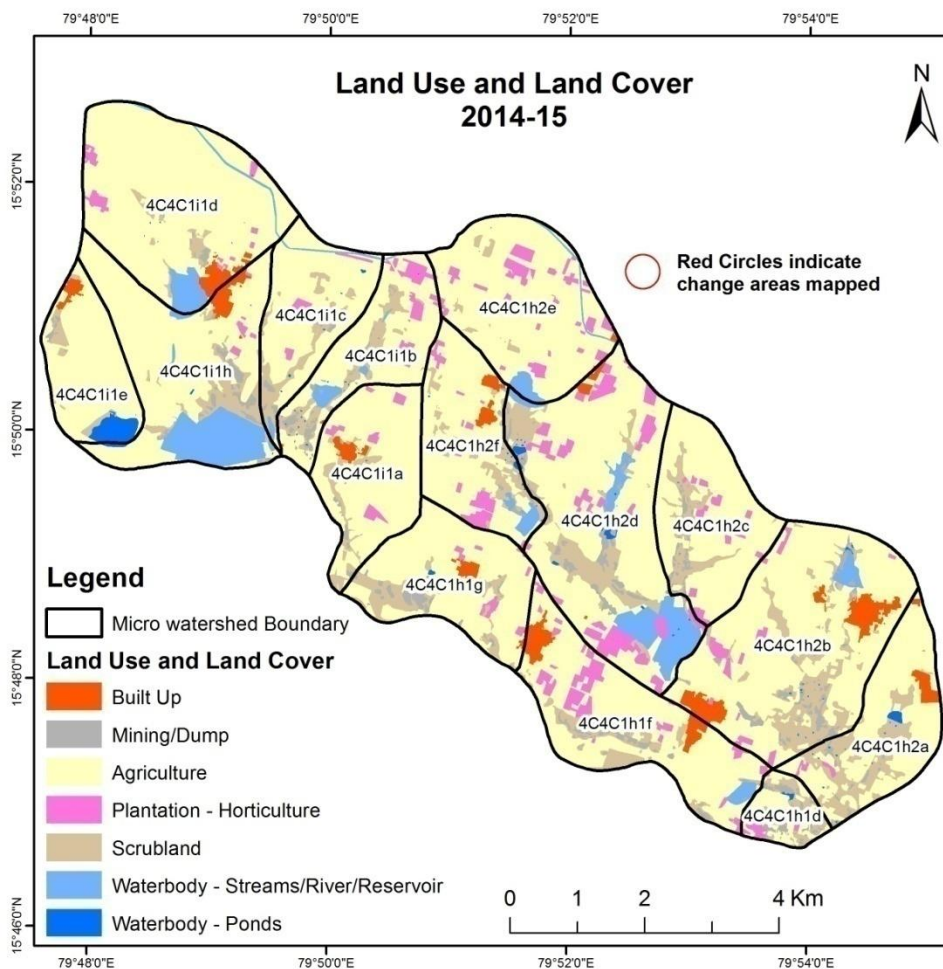 79°48'0"E 79°50'0"E 79°52'0"E 79°54'0"E
Land Use and Land Cover
2014-15
N
15°52'0"N
15°50'0"N
15°48'0"N
15°46'0"N
4C4C1i1d
4C4C1h2e
Red Circles indicate
change areas mapped
4C4C1i1c
4C4C1i1b
4C4C1i1h
4C4C1i1e
4C4C1h2f
4C4C1i1a
4C4C1h2d
4C4C1h2c
4C4C1h1g
4C4C1h2b
4C4C1h1f
4C4C1h2a
4C4C1h1d
Legend
Micro watershed Boundary
Land Use and Land Cover
Built Up
Mining/Dump
Agriculture
Plantation - Horticulture
Scrubland
Waterbody - Streams/River/Reservoir
Waterbody - Ponds
0 1 2 4 Km
79°48'0"E 79°50'0"E 79°52'0"E 79°54'0"E